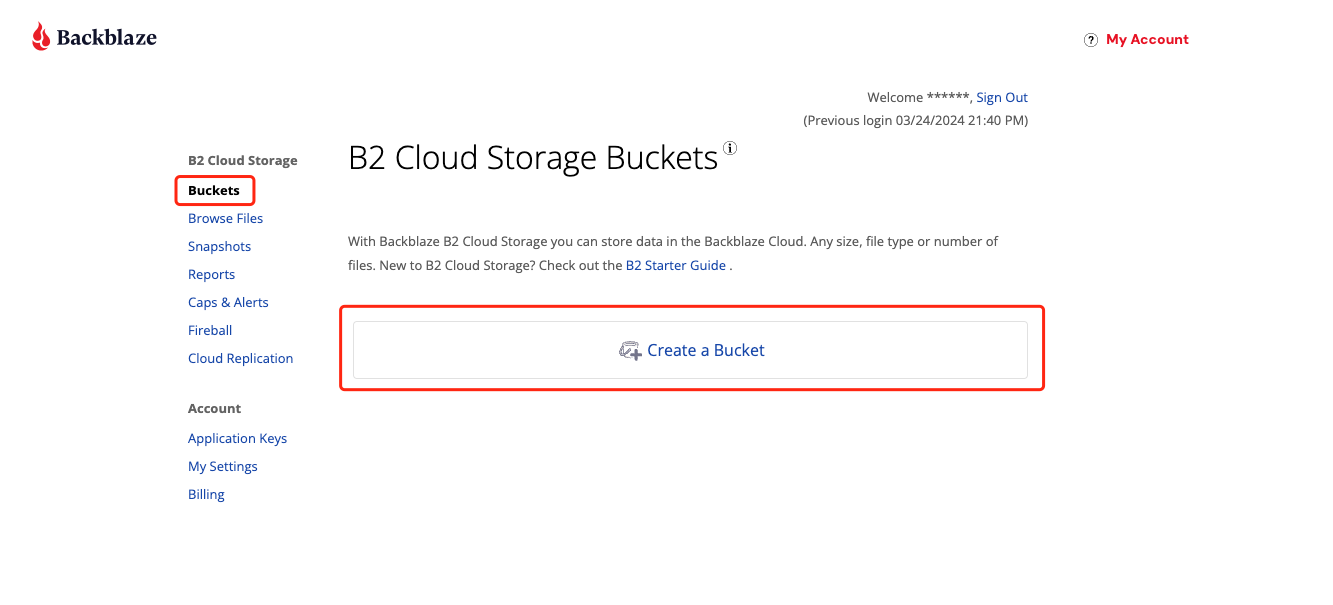 Backblaze
? My Account
Welcome ******, Sign Out
(Previous login 03/24/2024 21:40 PM)
B2 Cloud Storage
Buckets
Browse Files
Snapshots
Reports
Caps & Alerts
Fireball
Cloud Replication
Account
Application Keys
My Settings
Billing
B2 Cloud Storage Buckets i
With Backblaze B2 Cloud Storage you can store data in the Backblaze Cloud. Any size, file type or number of
files. New to B2 Cloud Storage? Check out the B2 Starter Guide .
Create a Bucket